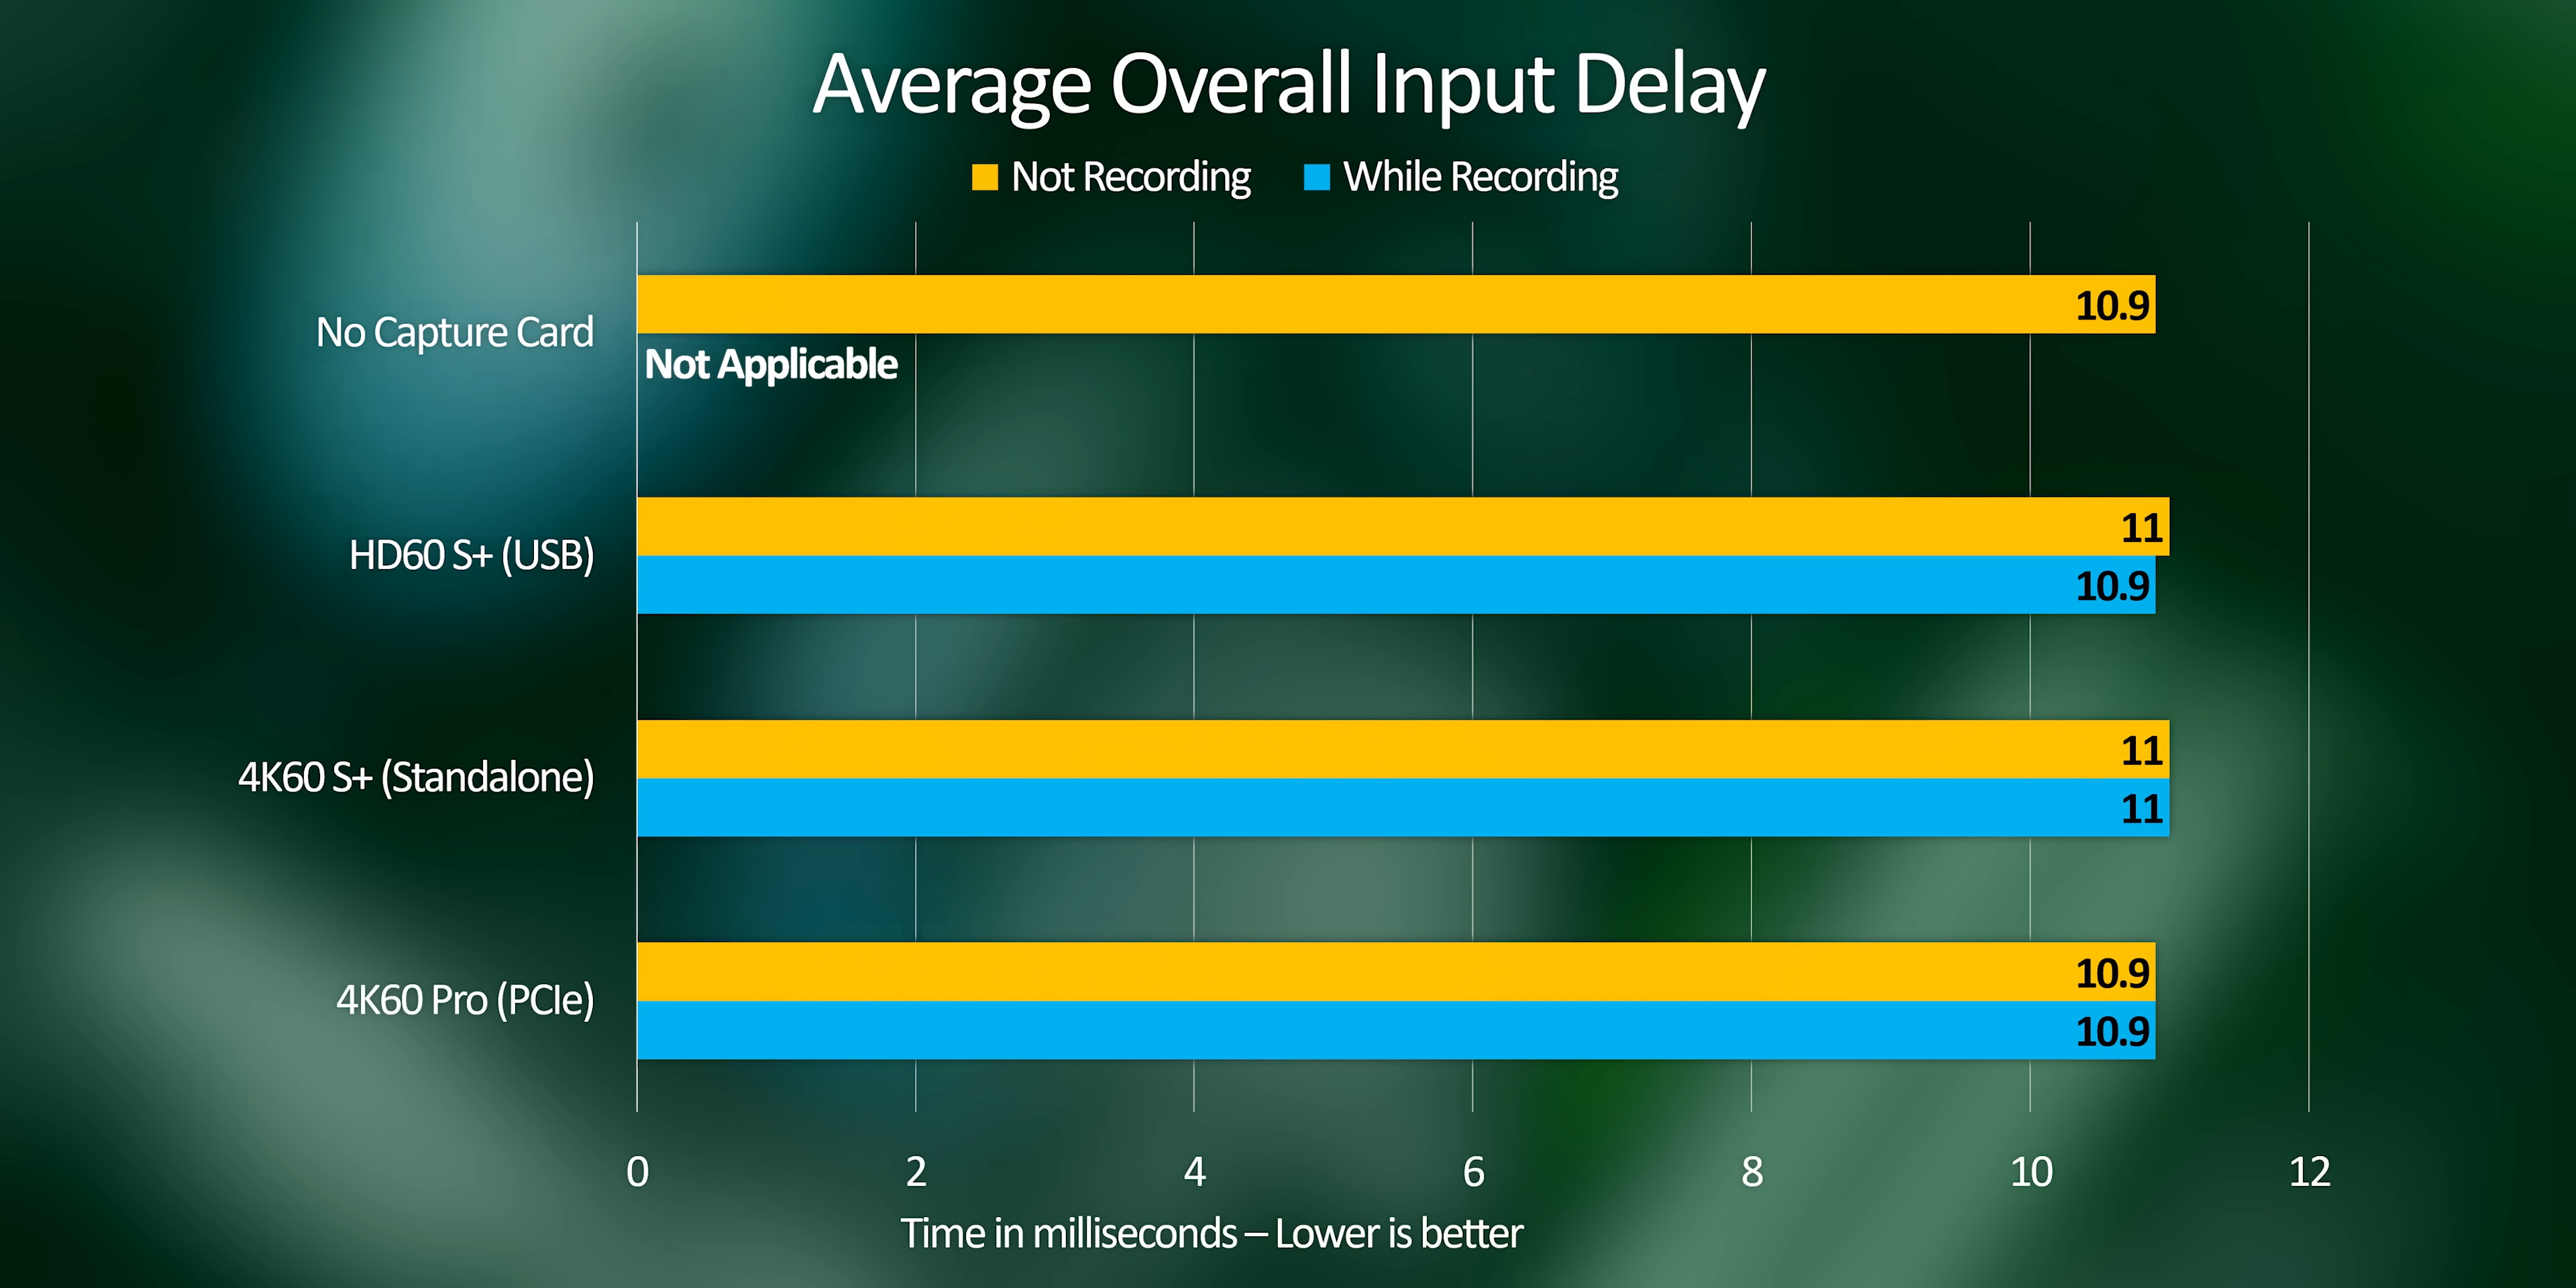 Average Overall Input Delay
Not Recording While Recording
No Capture Card
10.9
Not Applicable
HD60 S+ (USB)
11
10.9
4K60 S+ (Standalone)
11
11
4K60 Pro (PCIe)
10.9
10.9
0 2 4 6 8 10 12
Time in milliseconds – Lower is better